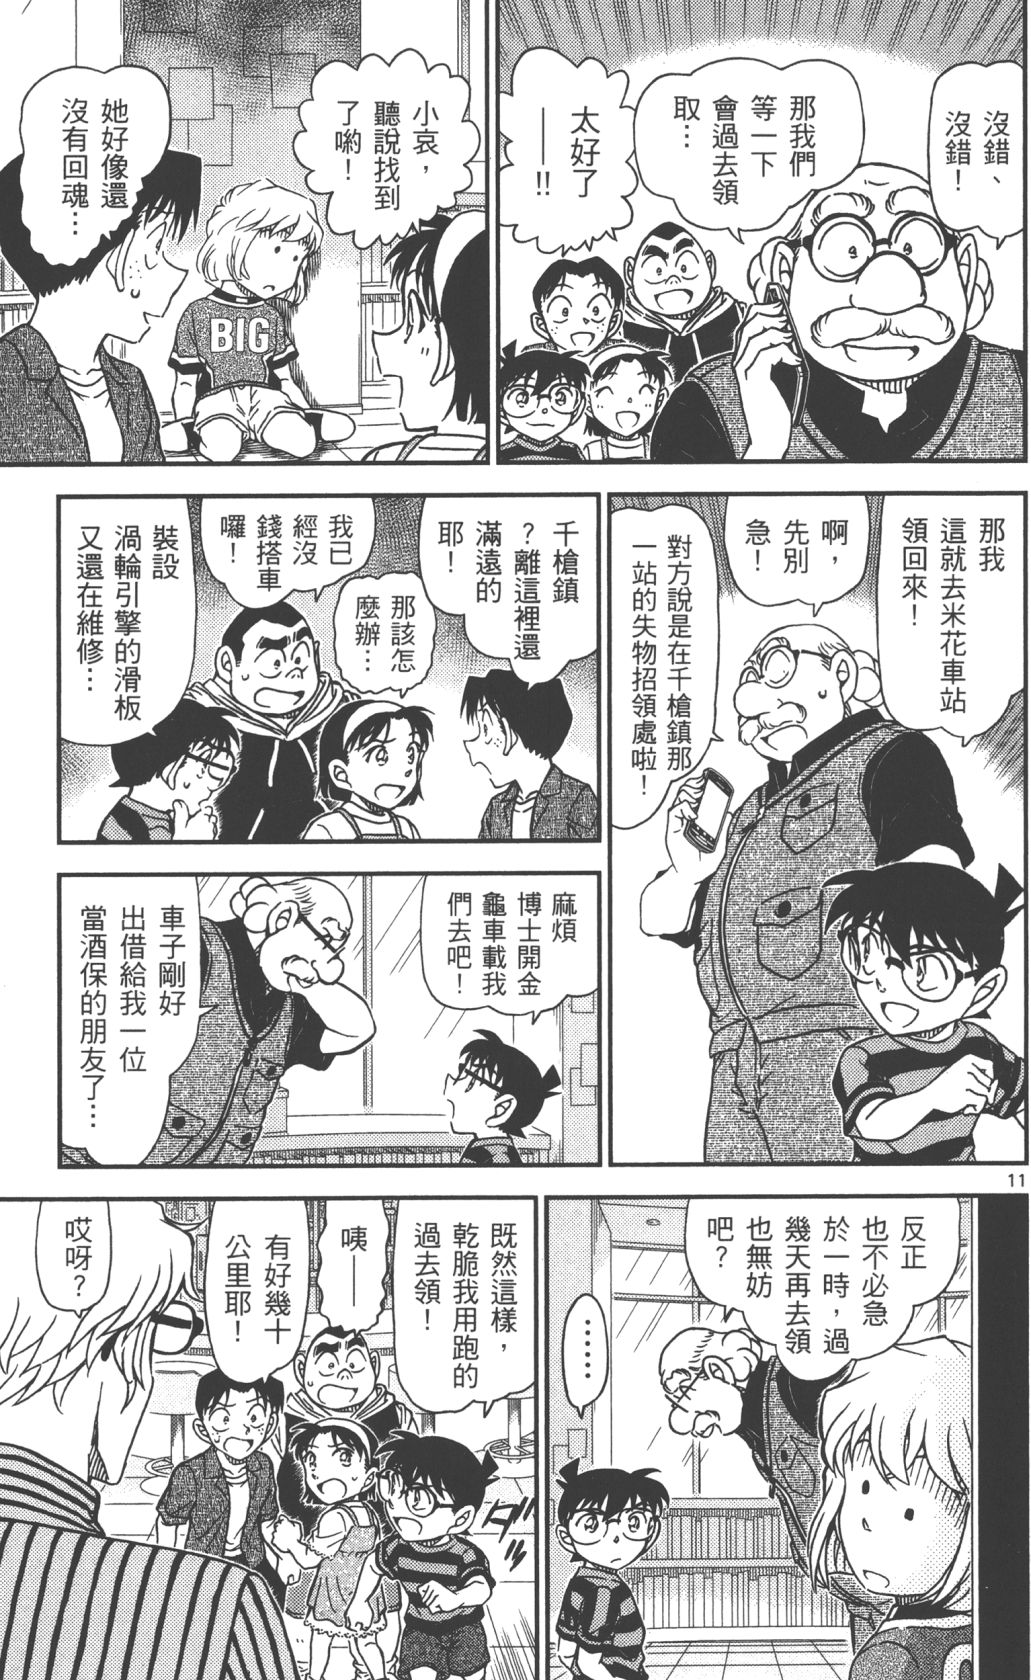 沒錯、
沒錯！
那我們
等一下
會過去領
取…
太好了
——!!
小哀，
聽說找到
了喲！
BIG
她好像還
沒有回魂…
那我
這就去米花車站
領回來！
啊，
先別
急！
對方說是在千槍鎮那
一站的失物招領處啦！
千槍鎮
？離這裡還
滿遠的
耶！
那該怎
麼辦…
我已
經沒
錢搭車
囉！
裝設
渦輪引擎的滑板
又還在維修…
麻煩
博士開金
龜車載我
們去吧！
車子剛好
出借給我一位
當酒保的朋友了…
11
反正
也不必急
於一時，過
幾天再去領
也無妨
吧？
……
既然這樣，
乾脆我用跑的
過去領！
咦——
有好幾十
公里耶！
哎呀？